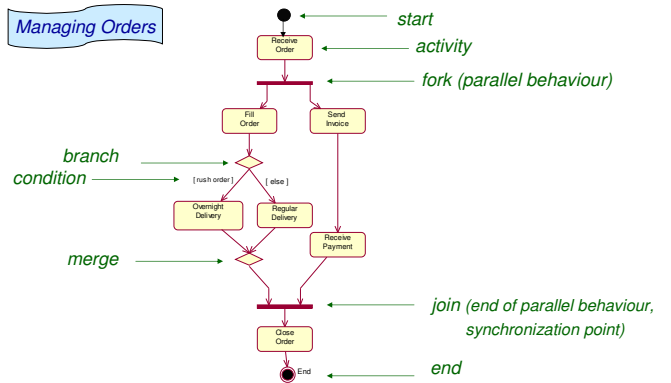 Managing Orders
start
Receive
Order
activity
fork (parallel behaviour)
Fill
Order
Send
Invoice
branch
condition
[ rush order ]
[ else ]
Overnight
Delivery
Regular
Delivery
Receive
Payment
merge
join (end of parallel behaviour,
synchronization point)
Close
Order
End
end